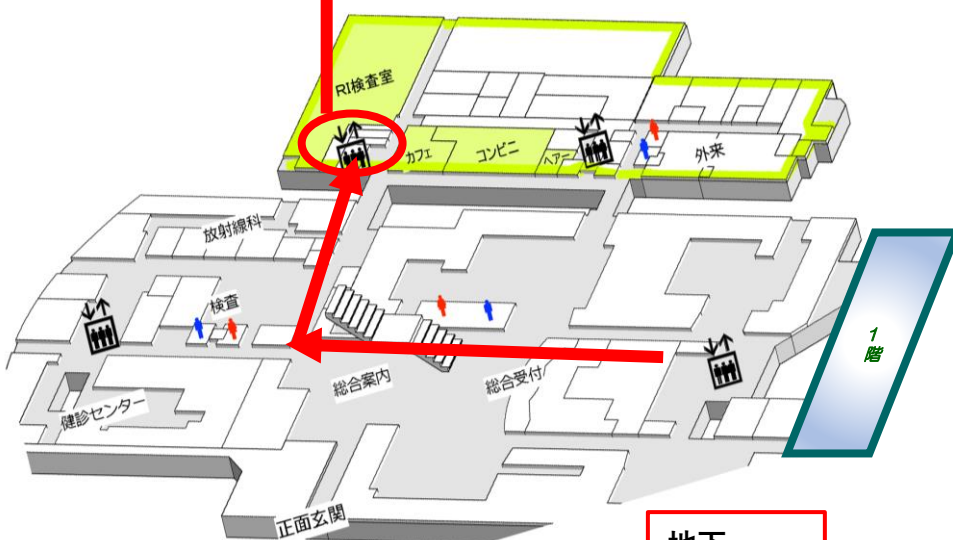 RI検査室
カフェ
コンビニ
ヘアー
外来
放射線科
検査
1
階
総合案内
総合受付
健診センター
正面玄関